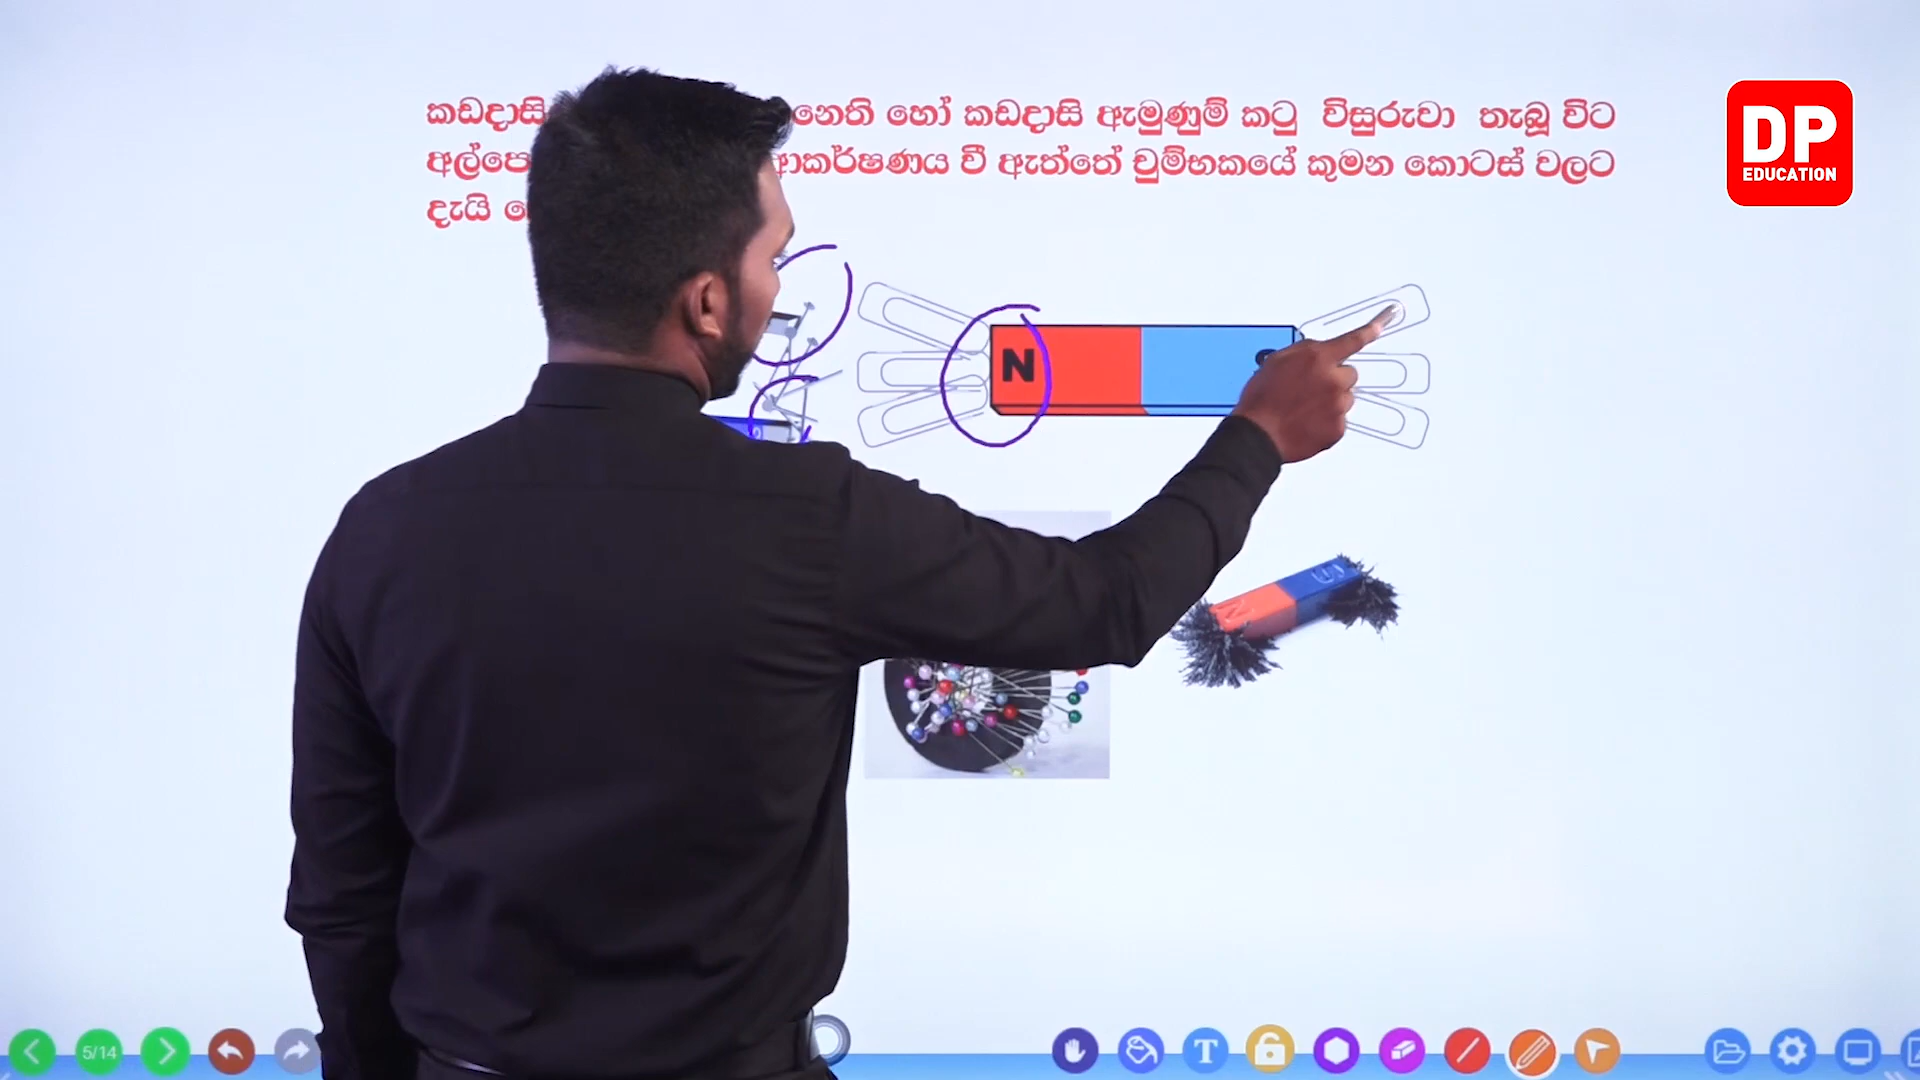 කඩදාසි නෙති හෝ කඩදාසි ඇමුණුම් කටු විසුරුවා තැබූ විට
අල්පෙ ආකර්ෂණය වී ඇත්තේ චුම්භකයේ කුමන කොටස් වලට
දැයි
DP
EDUCATION
N
N
S
5/14
T